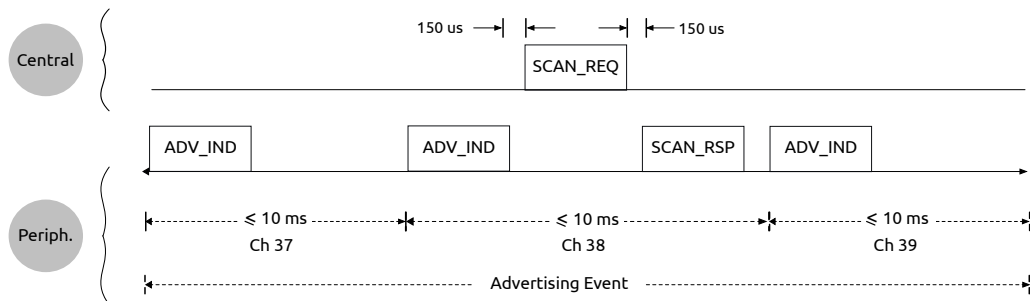 150 us
150 us
Central
SCAN_REQ
ADV_IND
ADV_IND
SCAN_RSP
ADV_IND
Periph.
⩽ 10 ms
⩽ 10 ms
⩽ 10 ms
Ch 37
Ch 38
Ch 39
Advertising Event